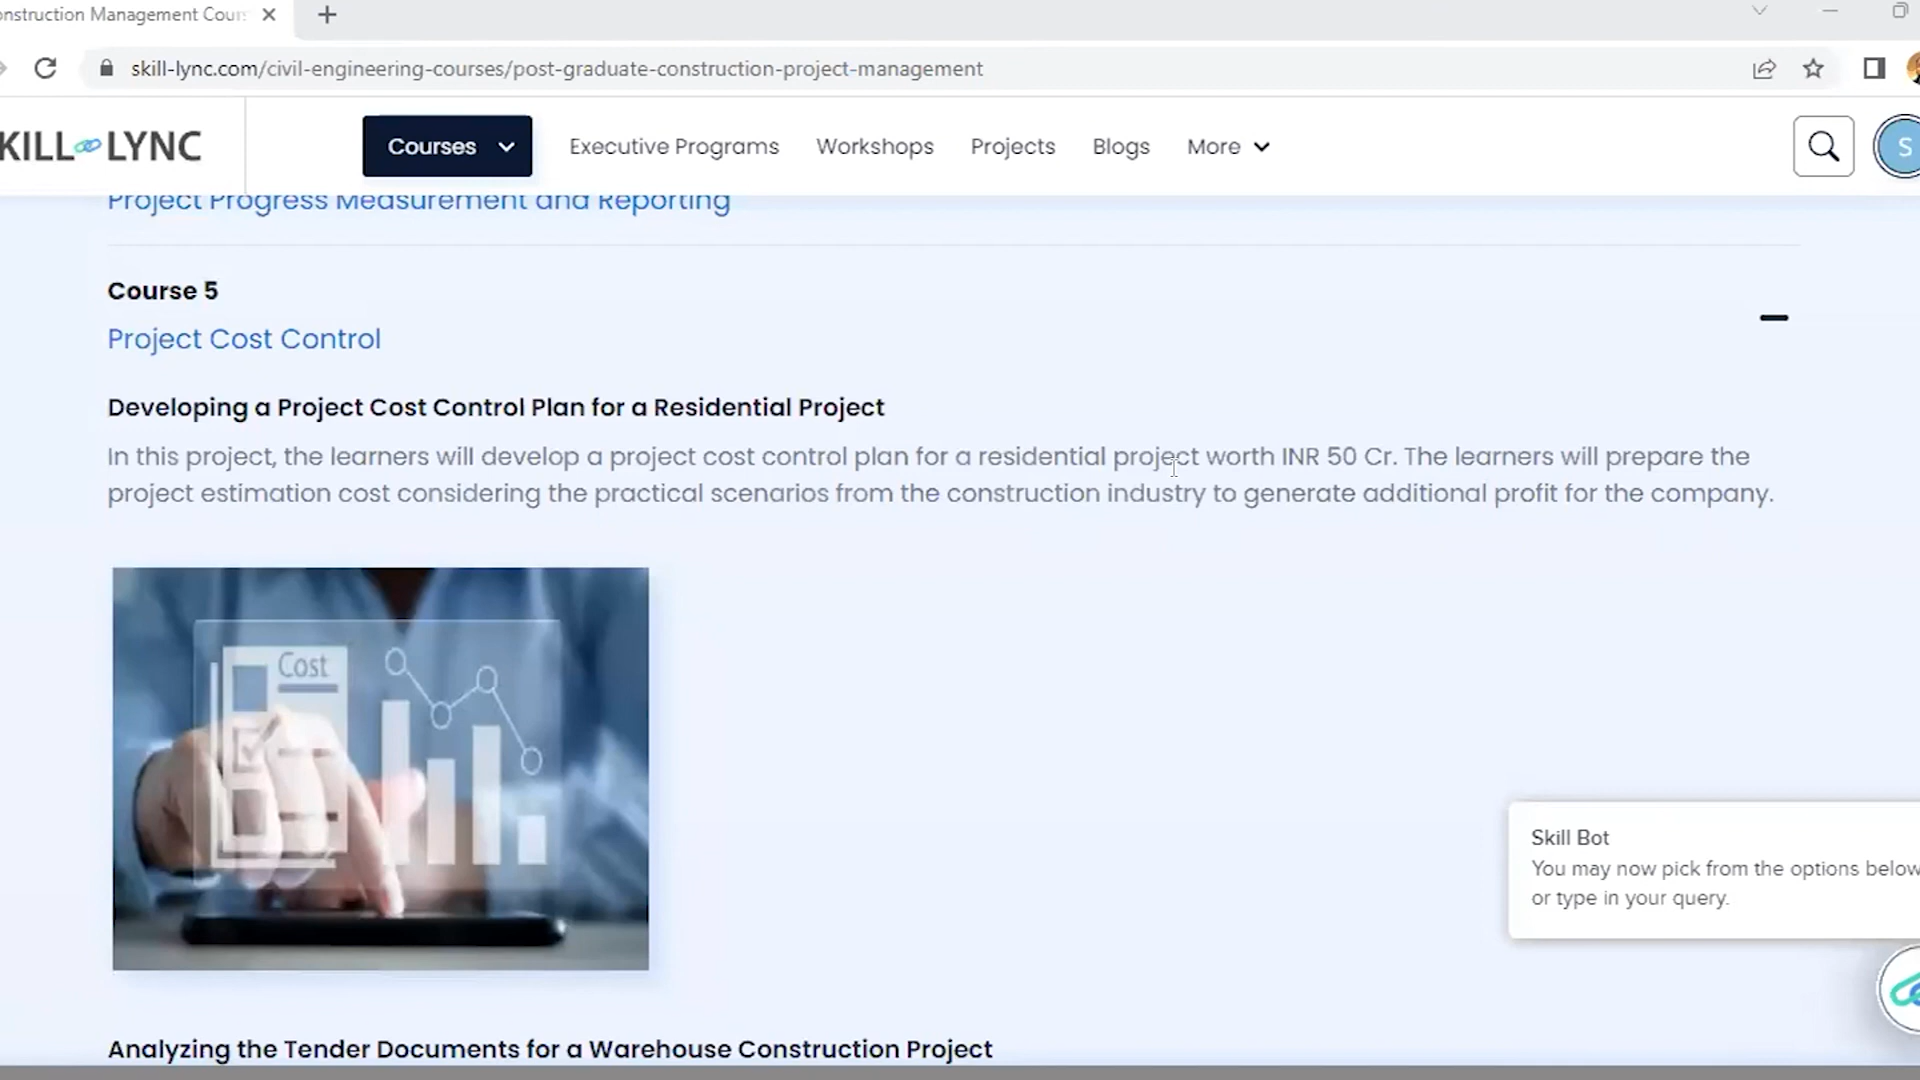 onstruction Management Cour
skill-lync.com/civil-engineering-courses/post-graduate-construction-project-management
KILL LYNC
Courses
Executive Programs
Workshops
Projects
Blogs
More
S
Project Progress Measurement and Reporting
Course 5
Project Cost Control
Developing a Project Cost Control Plan for a Residential Project
In this project, the learners will develop a project cost control plan for a residential project worth INR 50 Cr. The learners will prepare the
project estimation cost considering the practical scenarios from the construction industry to generate additional profit for the company.
Cost
Skill Bot
You may now pick from the options below
or type in your query.
Analyzing the Tender Documents for a Warehouse Construction Project